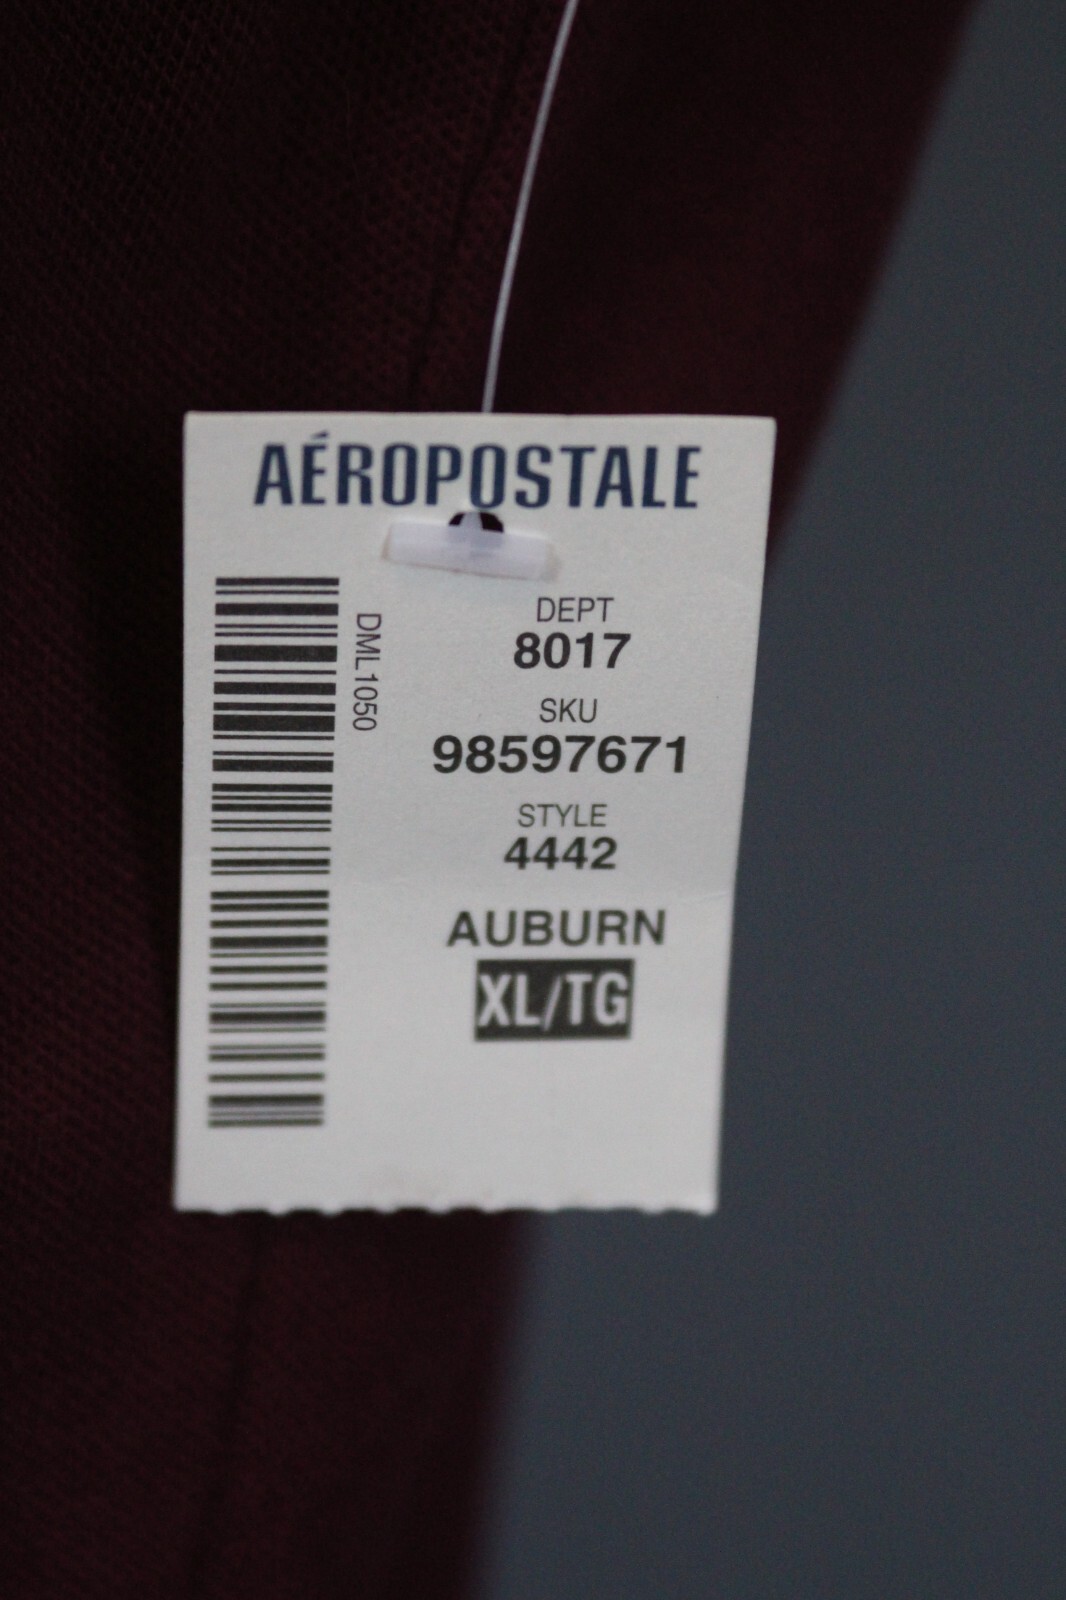 AÉROPOSTALE
DML1050
DEPT
8017
SKU
98597671
STYLE
4442
AUBURN
XL/TG